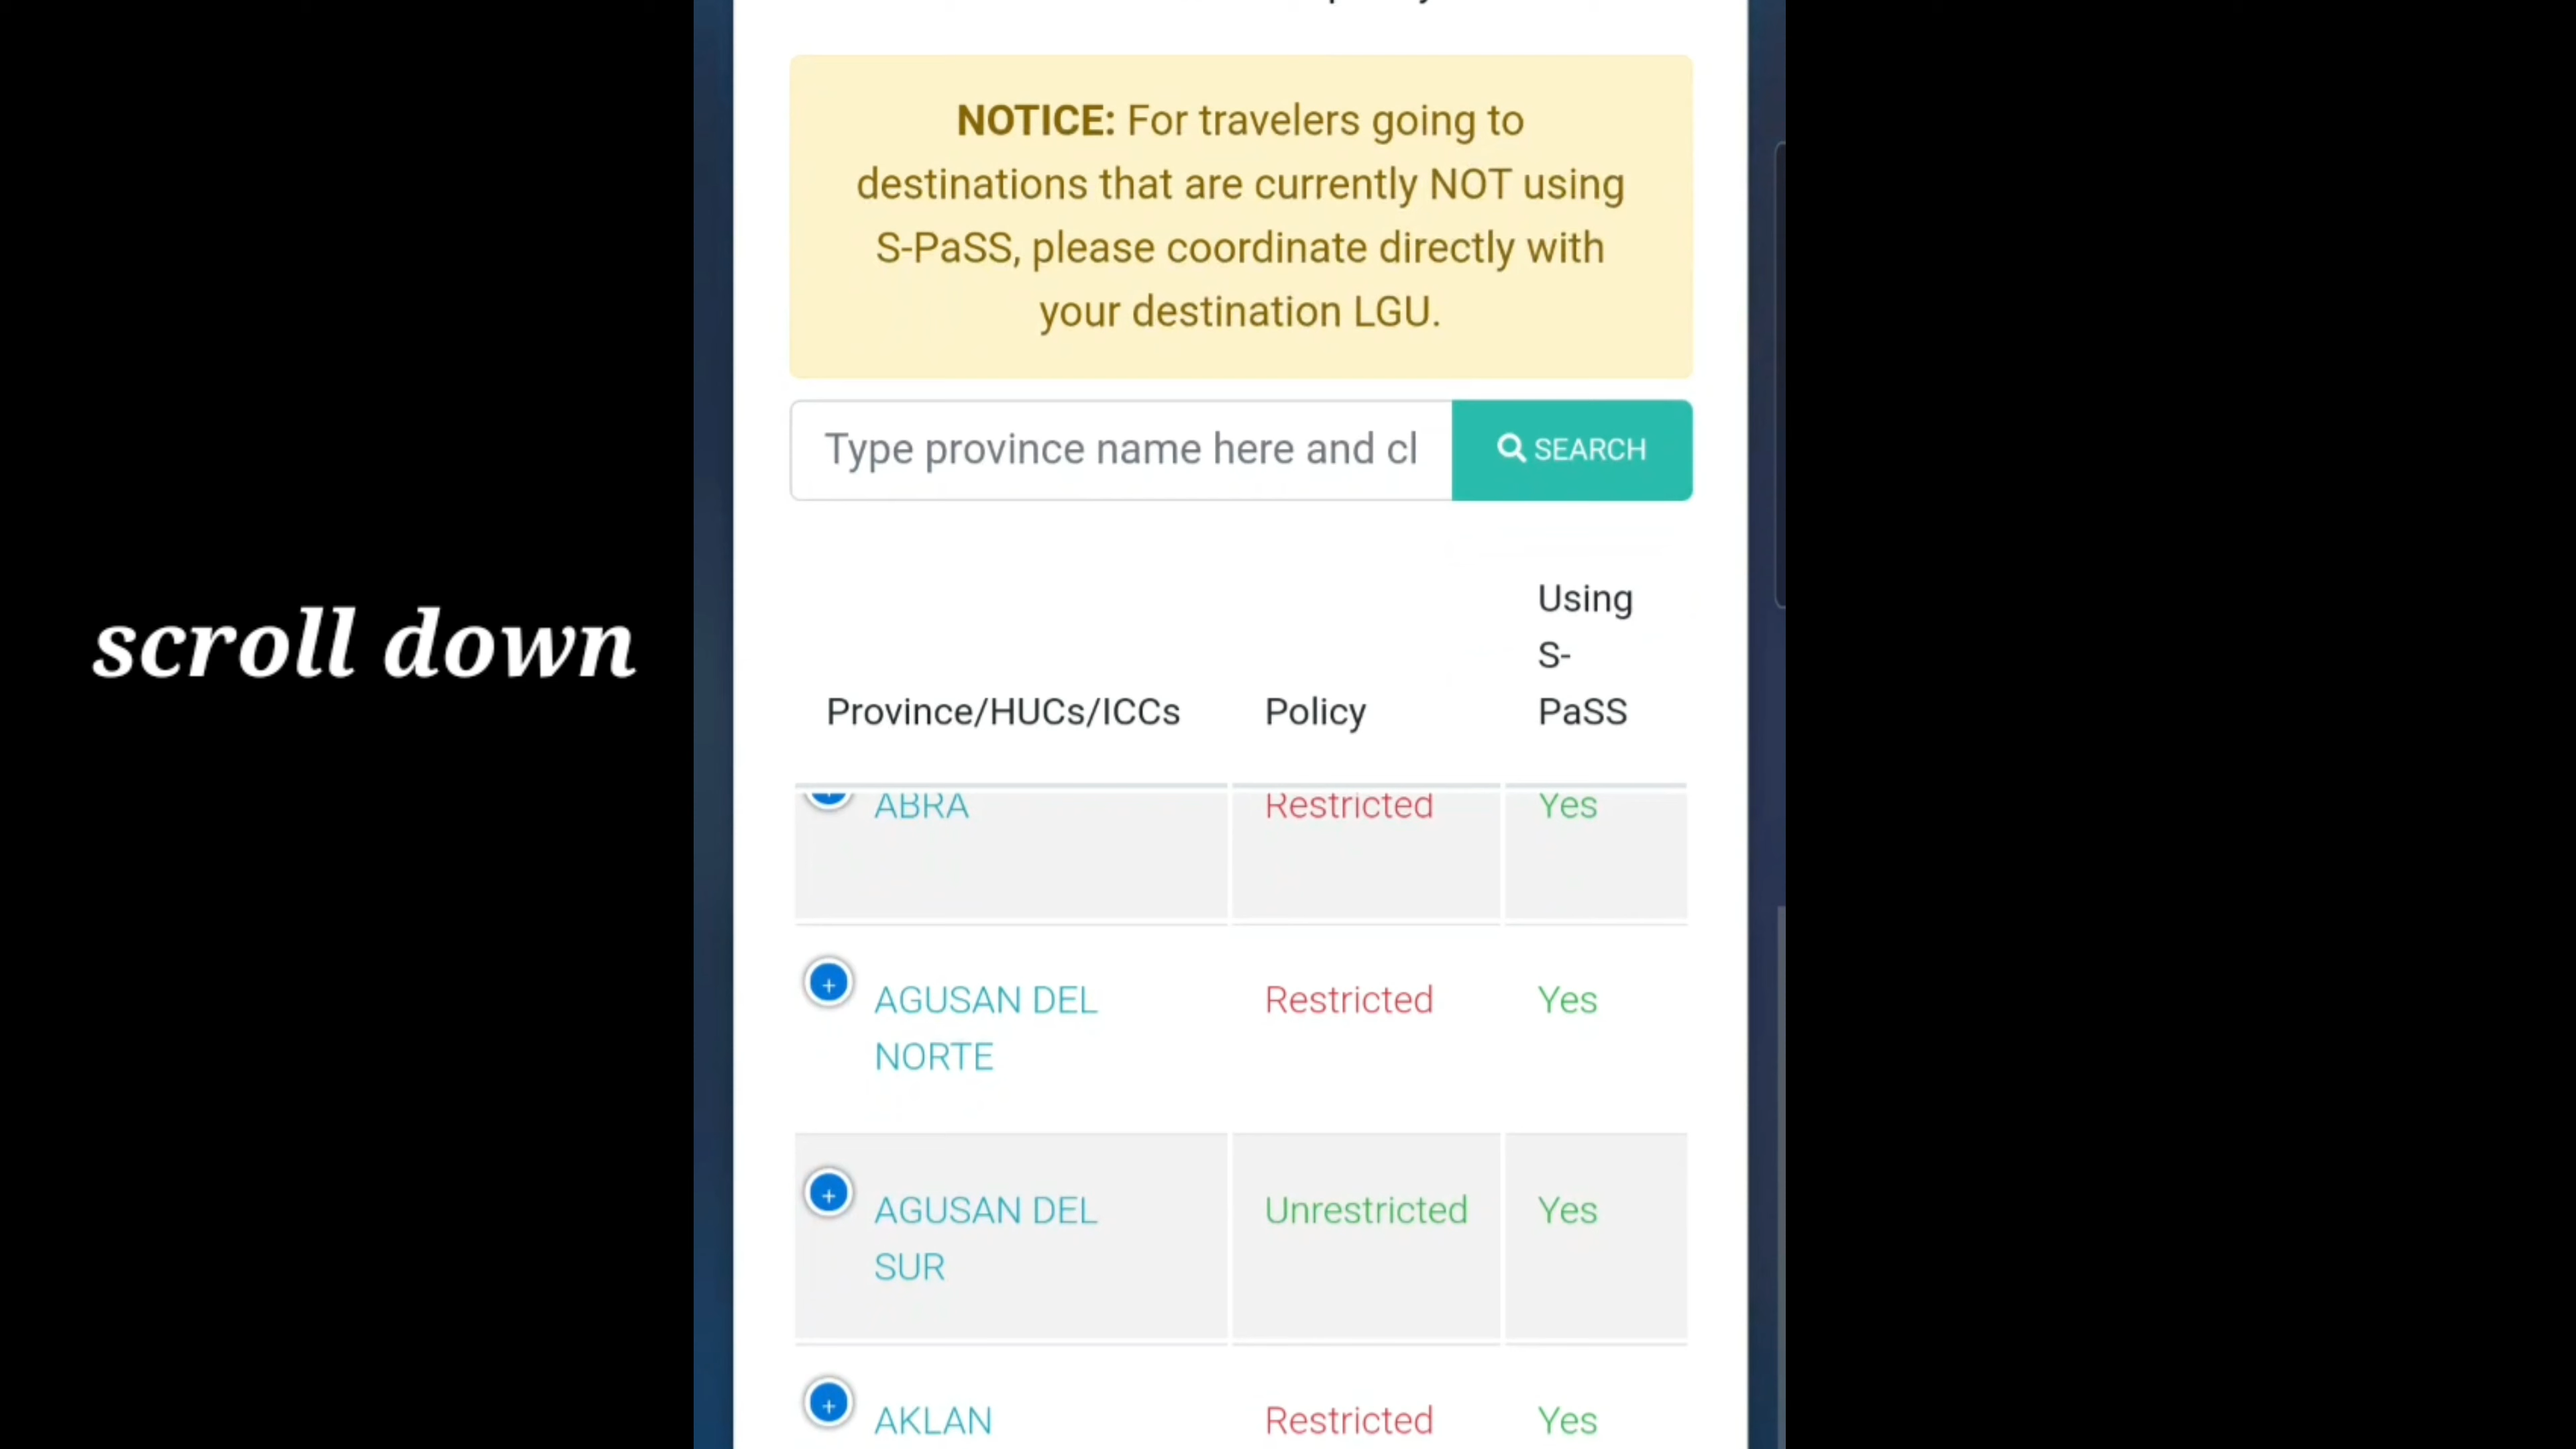 NOTICE: For travelers going to
destinations that are currently NOT using
S-PaSS, please coordinate directly with
your destination LGU.
Type province name here and cl
SEARCH
scroll down
Province/HUCs/ICCs
Policy
Using
S-
PaSS
ABRA
Restricted
Yes
AGUSAN DEL
NORTE
Restricted
Yes
AGUSAN DEL
SUR
Unrestricted
Yes
AKLAN
Restricted
Yes